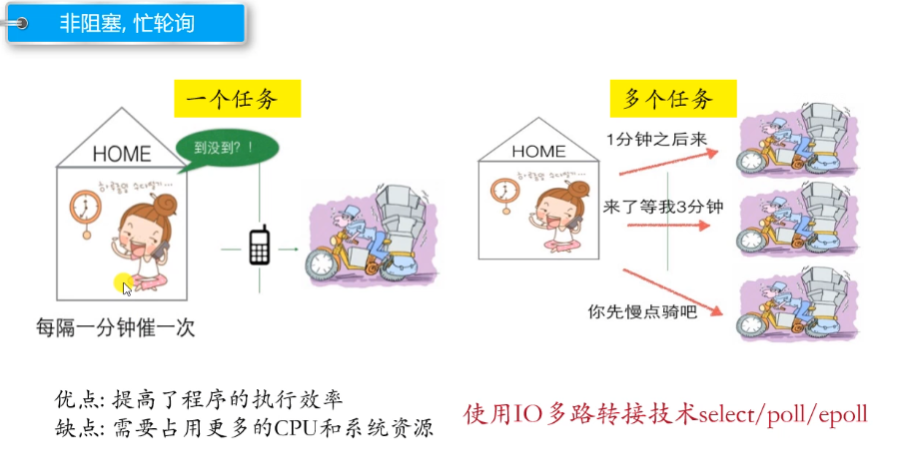 非阻塞, 忙轮询
一个任务
多个任务
HOME
到没到?!
HOME
1分钟之后来
来了等我3分钟
你先慢点骑吧
每隔一分钟催一次
优点: 提高了程序的执行效率
缺点: 需要占用更多的CPU和系统资源
使用IO多路转接技术select/poll/epoll